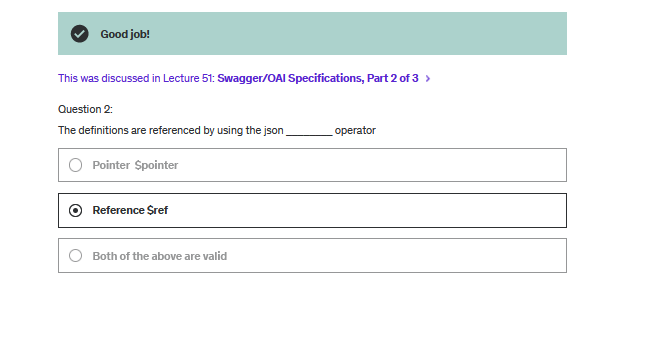 Good job!
This was discussed in Lecture 51: Swagger/OAI Specifications, Part 2 of 3 >
Question 2:
The definitions are referenced by using the json ________ operator
Pointer $pointer
Reference $ref
Both of the above are valid